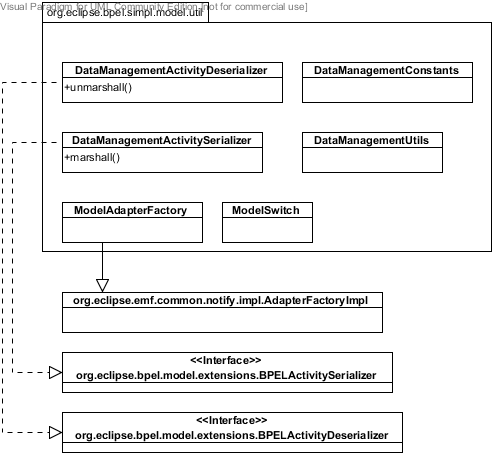 Visual Paradigm for UML Community Edition [not for commercial use]
org.eclipse.bpel.simpl.model.util
DataManagementActivityDeserializer
+unmarshall()
DataManagementConstants
DataManagementActivitySerializer
+marshall()
DataManagementUtils
ModelAdapterFactory
ModelSwitch
org.eclipse.emf.common.notify.impl.AdapterFactoryImpl
<<Interface>>
org.eclipse.bpel.model.extensions.BPELActivitySerializer
<<Interface>>
org.eclipse.bpel.model.extensions.BPELActivityDeserializer